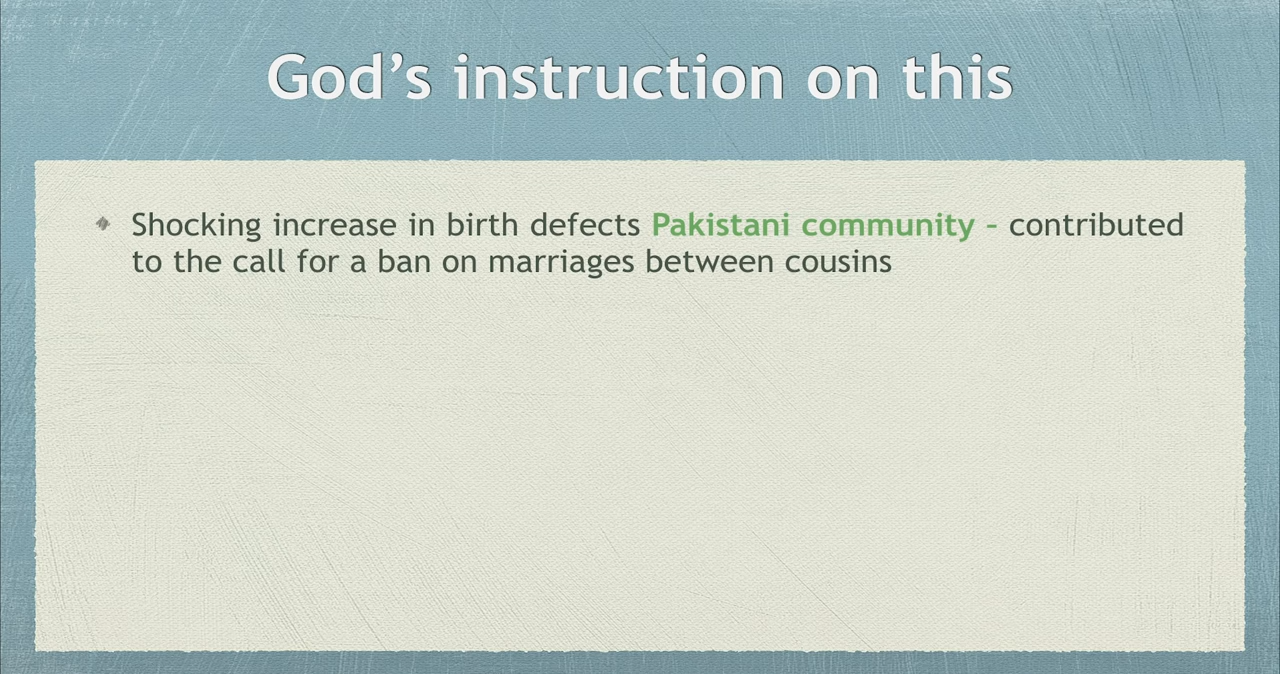 God’s instruction on this
Shocking increase in birth defects Pakistani community – contributed
to the call for a ban on marriages between cousins